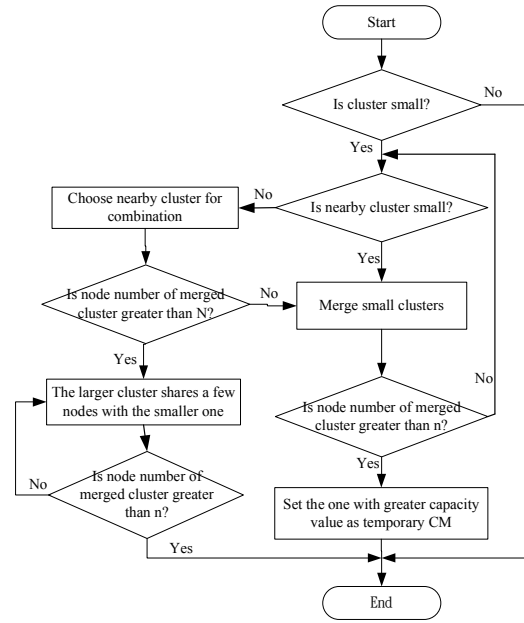 Start
Is cluster small?
No
Yes
Is nearby cluster small?
No
Choose nearby cluster for
combination
Yes
Is node number of merged
cluster greater than N?
No
Merge small clusters
Yes
The larger cluster shares a few
nodes with the smaller one
Is node number of merged
cluster greater than n?
No
Is node number of
merged cluster greater
than n?
No
Yes
Set the one with greater capacity
value as temporary CM
Yes
End